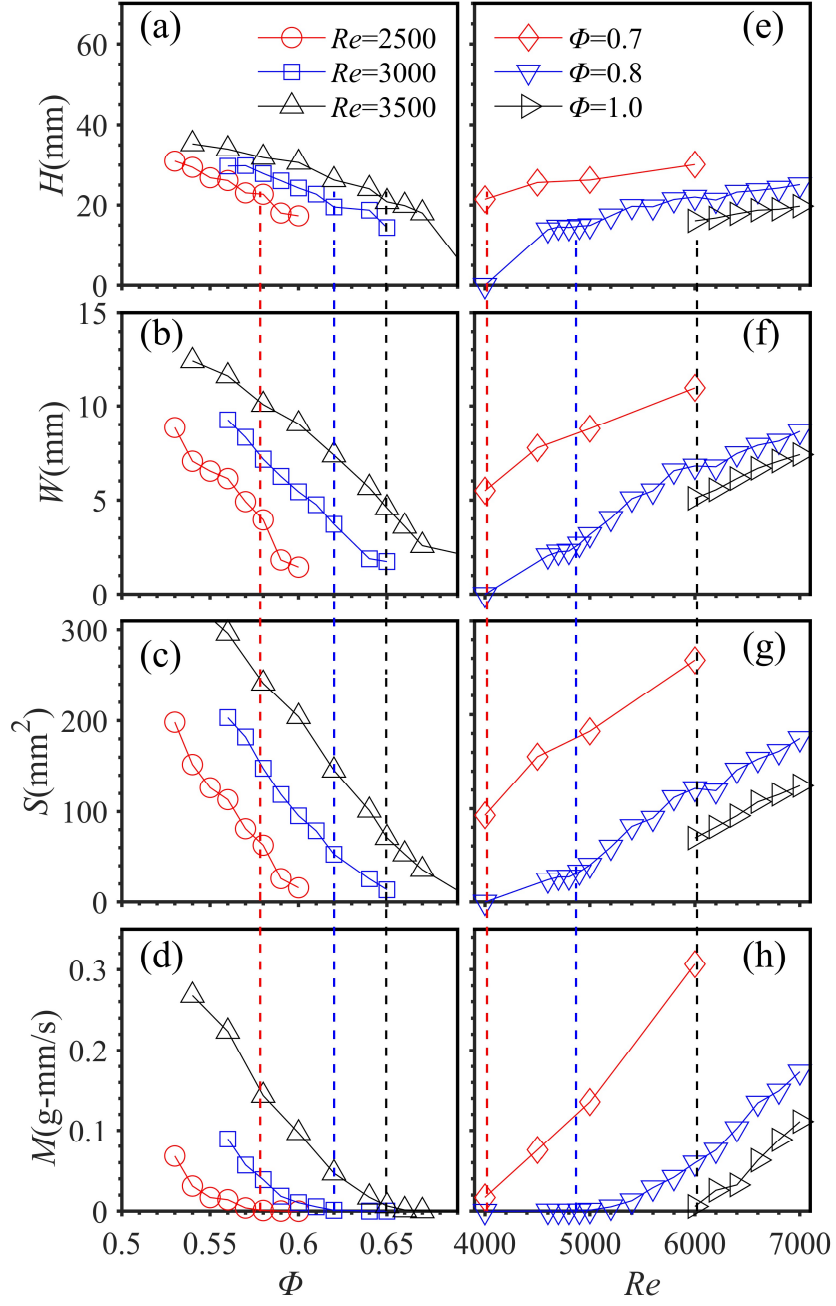 (a)
Re=2500
Re=3000
Re=3500
(e)
Φ=0.7
Φ=0.8
Φ=1.0
H(mm)
60
40
20
0
(b)
(f)
W(mm)
15
10
5
0
(c)
(g)
S(mm²)
300
200
100
0
(d)
(h)
M(g-mm/s)
0.3
0.2
0.1
0
0.5 0.55 0.6 0.65 4000 5000 6000 7000
Φ Re